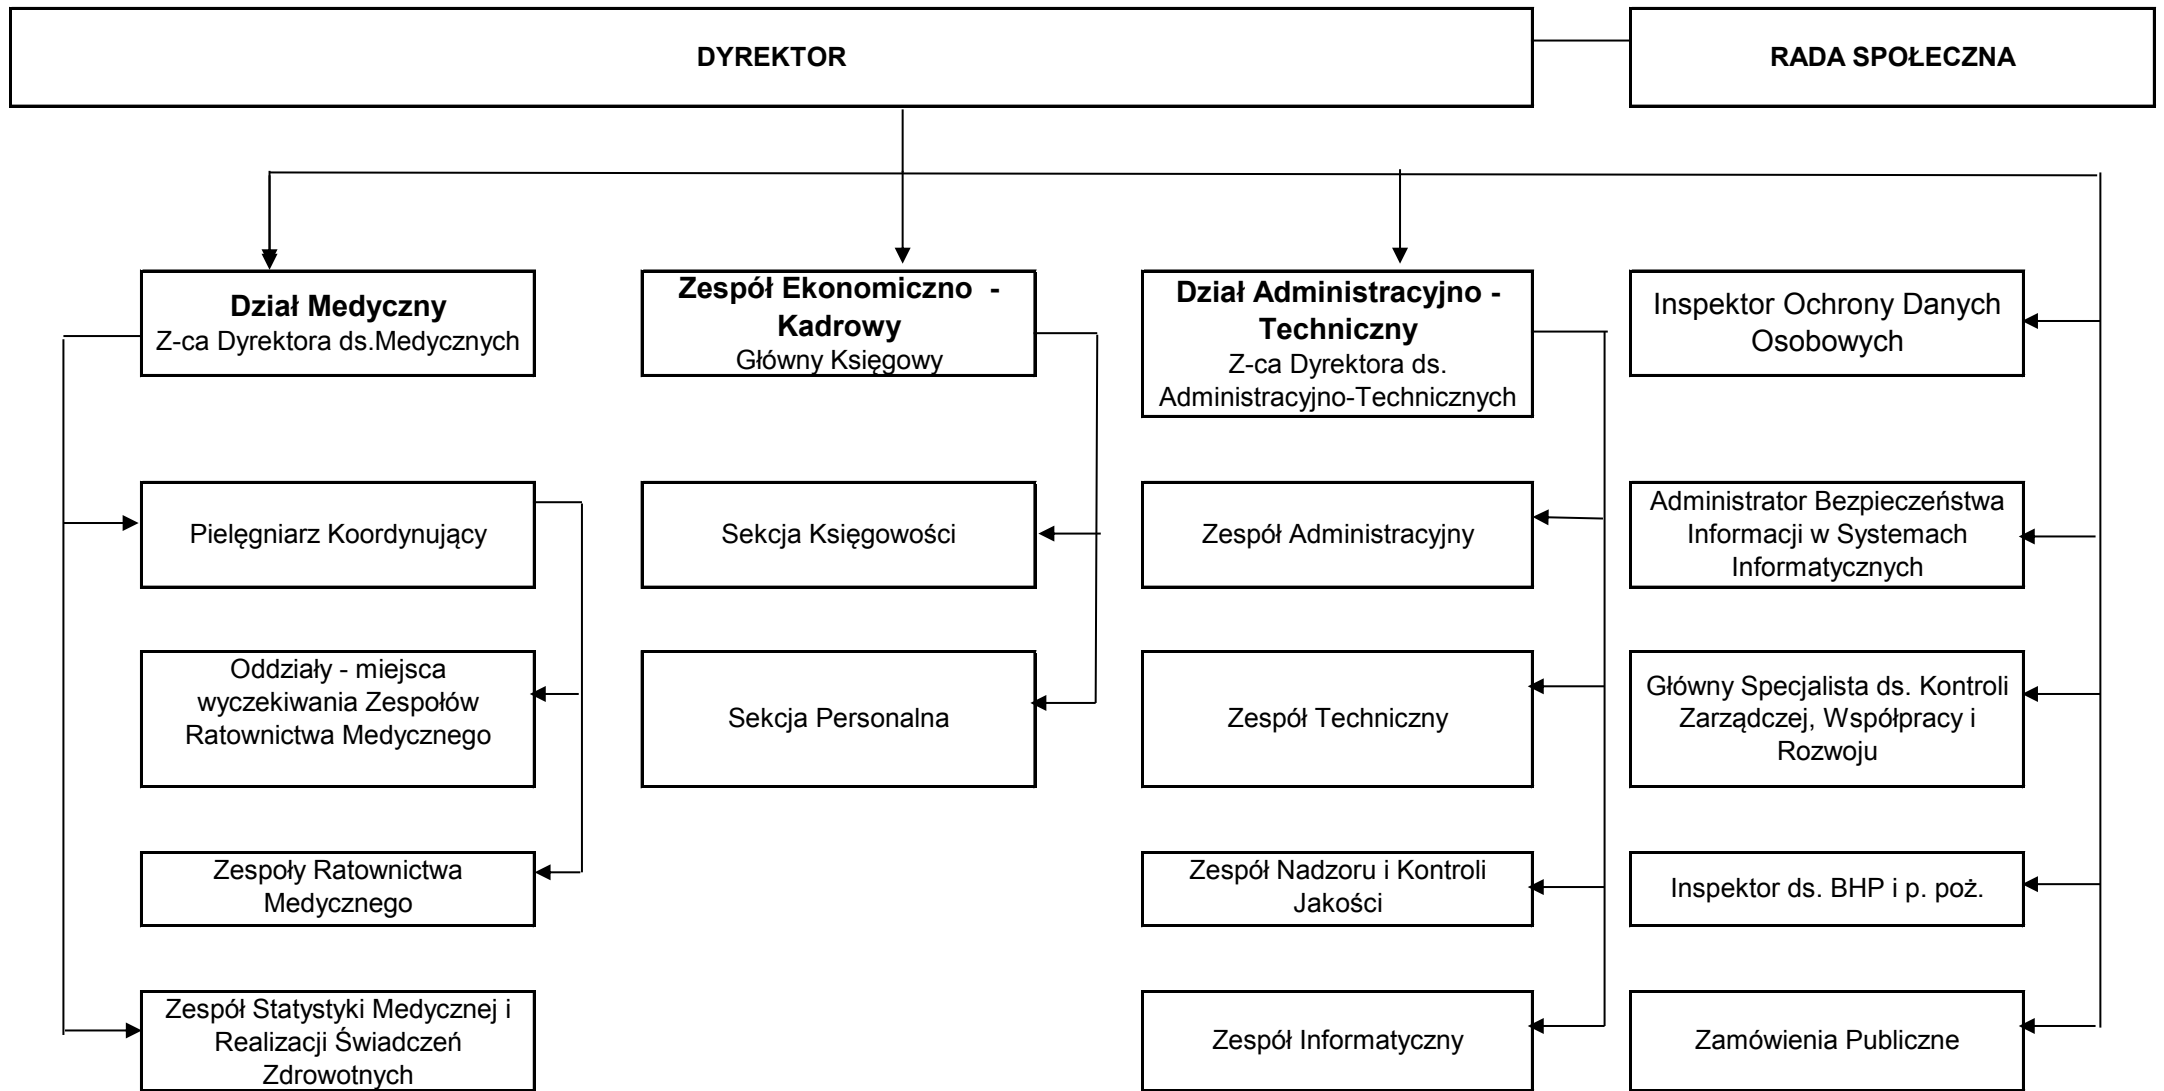 DYREKTOR
RADA SPOŁECZNA
Dział Medyczny
Z-ca Dyrektora ds.Medycznych
Zespół Ekonomiczno -
Kadrowy
Główny Księgowy
Dział Administracyjno -
Techniczny
Z-ca Dyrektora ds.
Administracyjno-Technicznych
Inspektor Ochrony Danych
Osobowych
Pielęgniarz Koordynujący
Sekcja Księgowości
Zespół Administracyjny
Administrator Bezpieczeństwa
Informacji w Systemach
Informatycznych
Oddziały - miejsca
wyczekiwania Zespołów
Ratownictwa Medycznego
Sekcja Personalna
Zespół Techniczny
Główny Specjalista ds. Kontroli
Zarządczej, Współpracy i
Rozwoju
Zespoły Ratownictwa
Medycznego
Zespół Nadzoru i Kontroli
Jakości
Inspektor ds. BHP i p. poż.
Zespół Statystyki Medycznej i
Realizacji Świadczeń
Zdrowotnych
Zespół Informatyczny
Zamówienia Publiczne